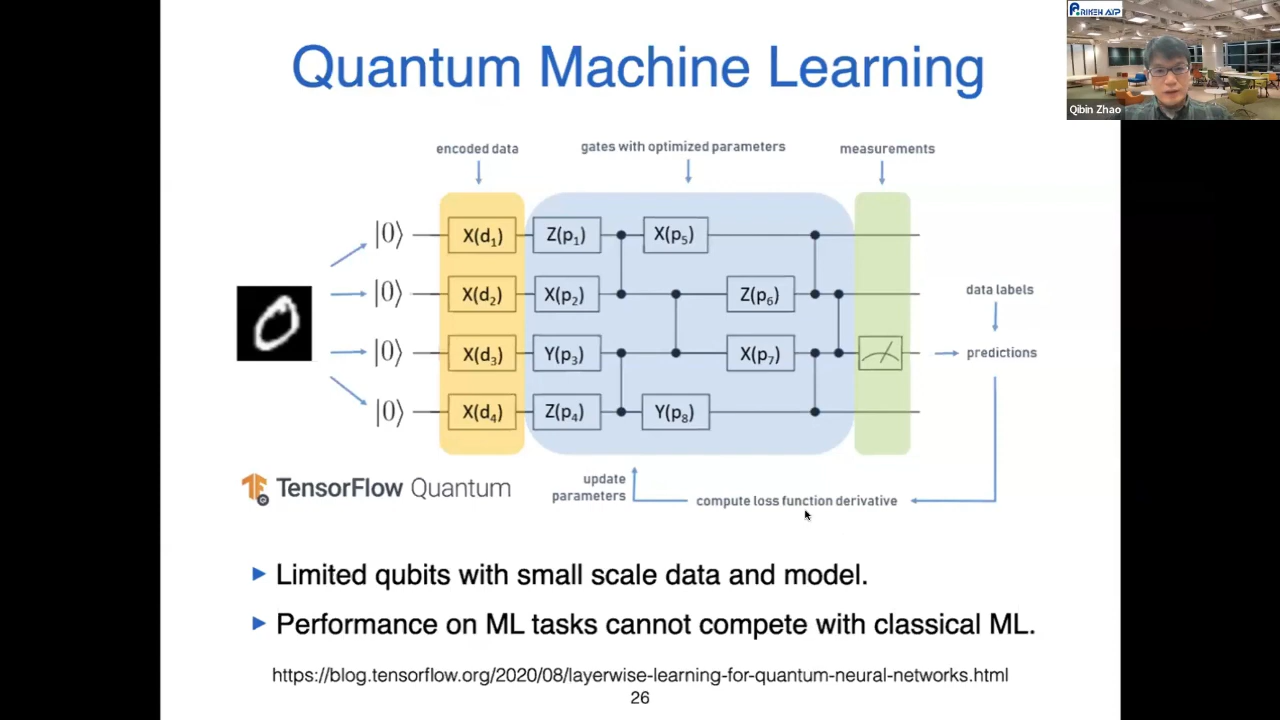 Quantum Machine Learning
RIKEN AIP
Qibin Zhao
encoded data
gates with optimized parameters
measurements
|0⟩ X(d₁) Z(p₁) X(p₅)
|0⟩ X(d₂) X(p₂) Z(p₆)
data labels
|0⟩ X(d₃) Y(p₃) X(p₇)
predictions
|0⟩ X(d₄) Z(p₄) Y(p₈)
TensorFlow Quantum
update
parameters
compute loss function derivative
Limited qubits with small scale data and model.
Performance on ML tasks cannot compete with classical ML.
https://blog.tensorflow.org/2020/08/layerwise-learning-for-quantum-neural-networks.html
26